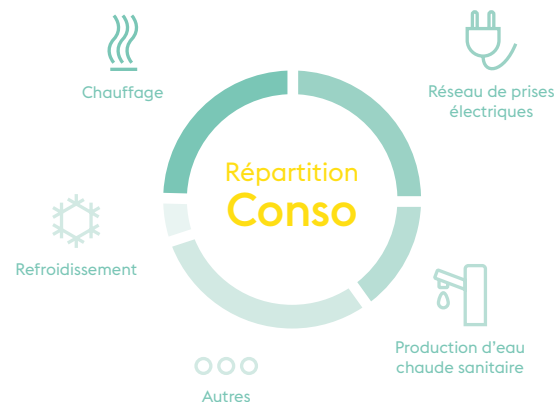 Chauffage
Réseau de prises
électriques
Répartition
Conso
Refroidissement
Production d'eau
chaude sanitaire
Autres